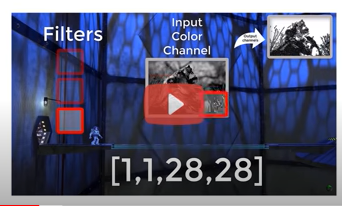 Filters
Input
Color
Channel
Output
channels
[1,1,28,28]